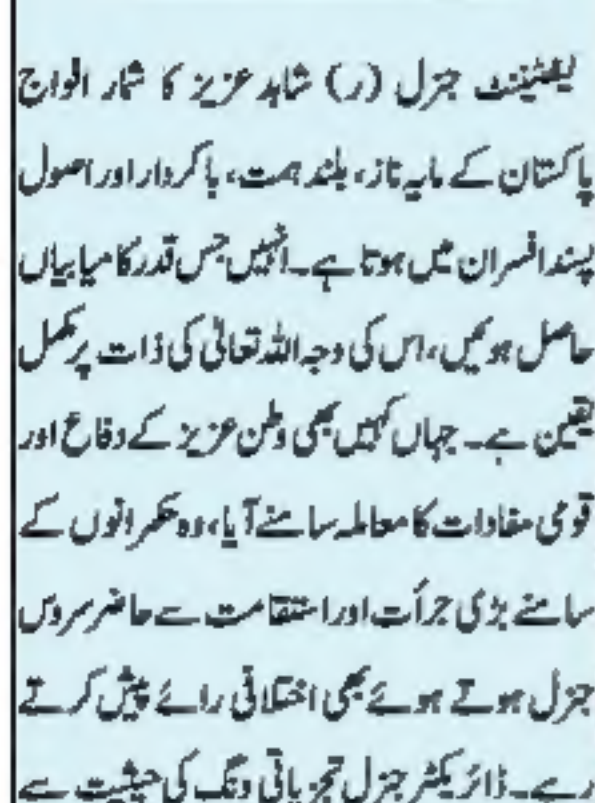 لیفٹیننٹ جنرل (ر) شاہد عزیز کا شمار افواج
پاکستان کے مایہ ناز، بلند ہمت، باکردار اور اصول
پسند افسران میں ہوتا ہے۔ انہیں جس قدر کامیابیاں
حاصل ہوئیں، اس کی وجہ اللہ تعالیٰ کی ذات پر مکمل
یقین ہے۔ جہاں کہیں بھی وطن عزیز کے دفاع اور
قومی مفادات کا معاملہ سامنے آیا، وہ حکمرانوں کے
سامنے بڑی جرأت اور استقامت سے حاضر سروس
جنرل ہوتے ہوئے بھی اختلافی رائے پیش کرتے
رہے۔ ڈائریکٹر جنرل تجزیاتی ونگ کی حیثیت سے